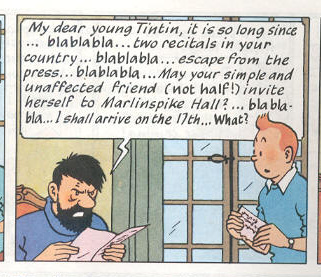 My dear young Tintin, it is so long since
... blablabla... two recitals in your
country... blablabla... escape from the
press... blablabla... May your simple and
unaffected friend (not half!) invite
herself to Marlinspike Hall?... blabla-
bla... I shall arrive on the 17th... What?